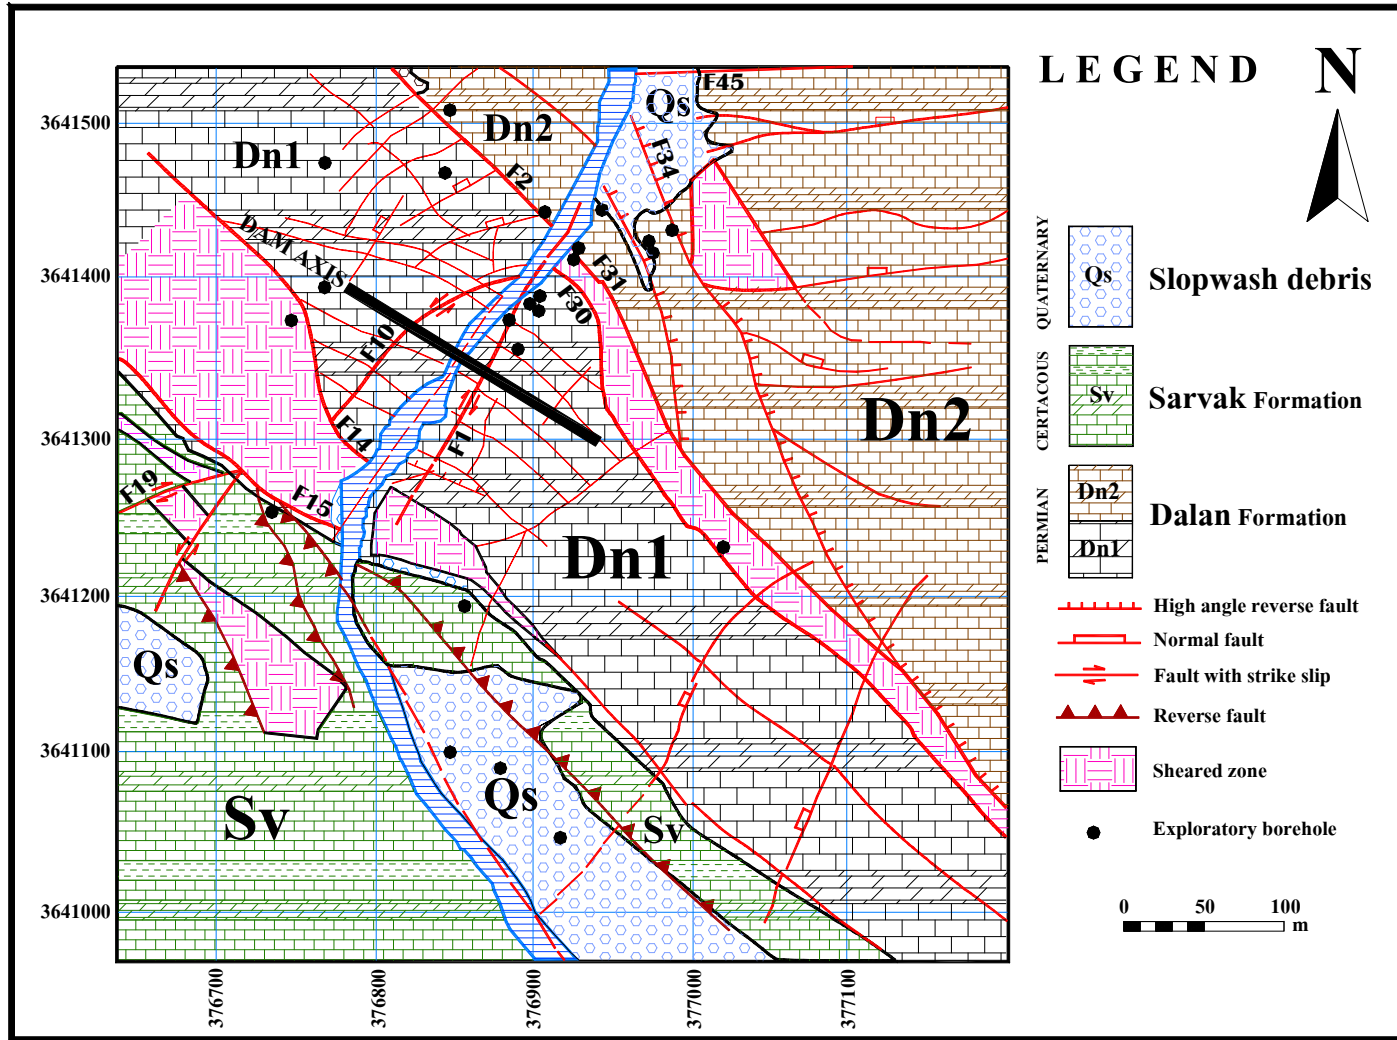 L E G E N D
N
F45
Qs
3641500
Dn2
Dn1
F34
F2
DAM AXIS
3641400
F31
F30
F10
Dn2
3641300
F14
F1
F19
F15
Dn1
3641200
Qs
3641100
Qs
Sv
Sv
3641000
376700
376800
376900
377000
377100
QUATERNARY
Qs
Slopwash debris
CERTACOUS
Sv
Sarvak Formation
PERMIAN
Dn2
Dn1
Dalan Formation
High angle reverse fault
Normal fault
Fault with strike slip
Reverse fault
Sheared zone
Exploratory borehole
0 50 100
m